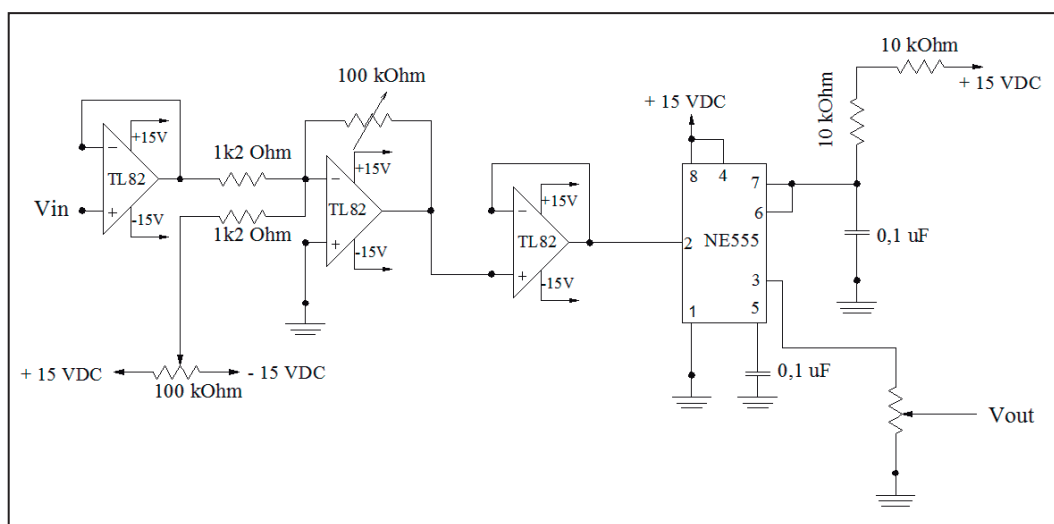 10 kOhm
+ 15 VDC
10 kOhm
100 kOhm
+ 15 VDC
- +15V
TL82
+ -15V
Vin
1k2 Ohm
1k2 Ohm
- +15V
TL82
+ -15V
- +15V
TL82
+ -15V
8 4
7
6
2 NE555
3
1 5
0,1 uF
0,1 uF
+ 15 VDC - 15 VDC
100 kOhm
Vout